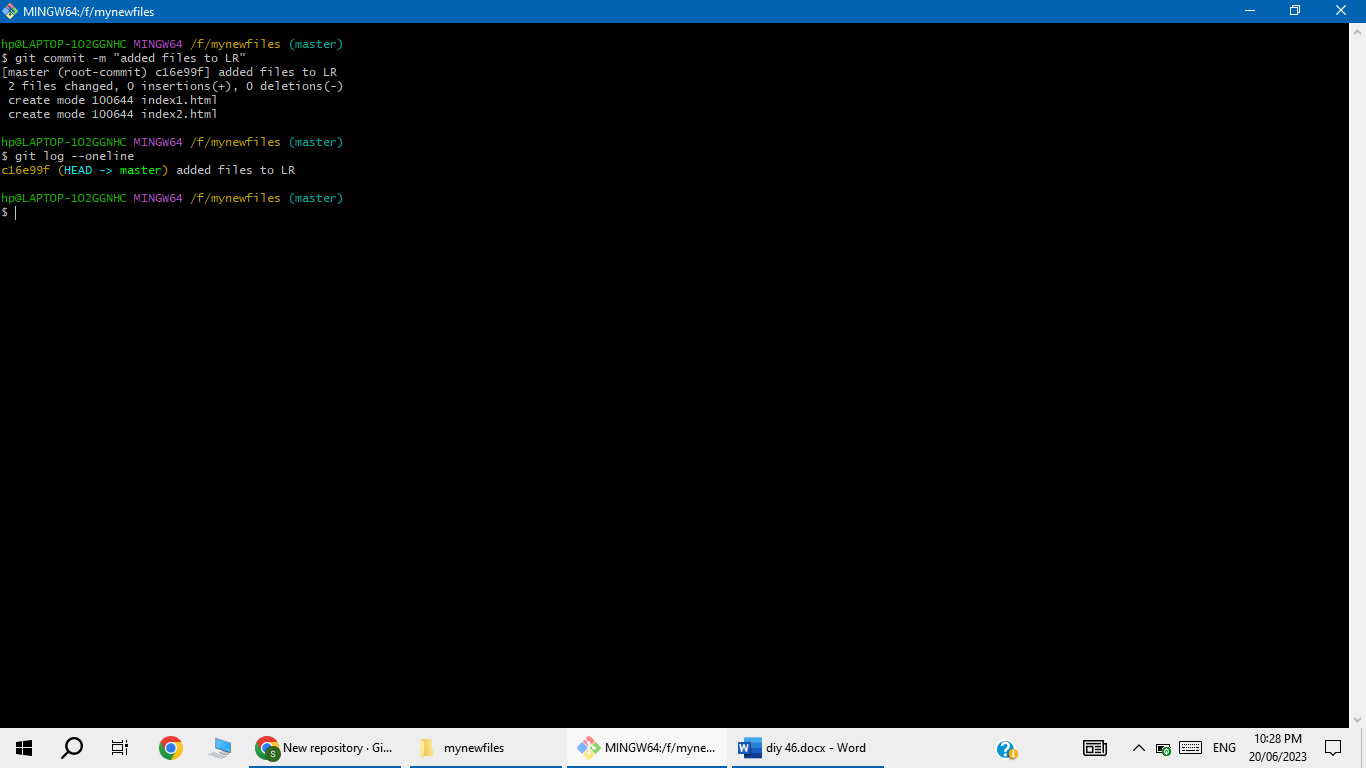 MINGW64:/f/mynewfiles
hp@LAPTOP-1O2GGNHC MINGW64 /f/mynewfiles (master)
$ git commit -m "added files to LR"
[master (root-commit) c16e99f] added files to LR
 2 files changed, 0 insertions(+), 0 deletions(-)
 create mode 100644 index1.html
 create mode 100644 index2.html
hp@LAPTOP-1O2GGNHC MINGW64 /f/mynewfiles (master)
$ git log --oneline
c16e99f (HEAD -> master) added files to LR
hp@LAPTOP-1O2GGNHC MINGW64 /f/mynewfiles (master)
$
S New repository · Gi... mynewfiles MINGW64:/f/myne... W diy 46.docx - Word ENG
10:28 PM
20/06/2023